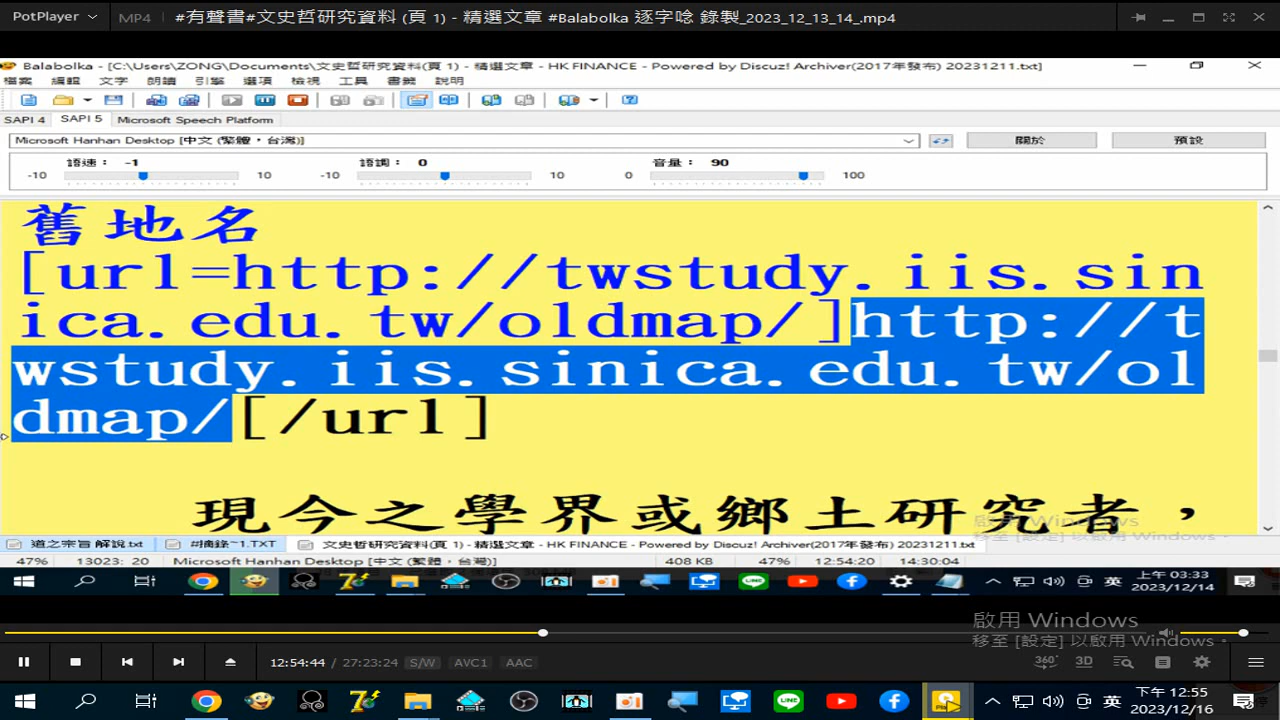 PotPlayer MP4 #有聲書#文史哲研究資料 (頁 1) - 精選文章 #Balabolka 逐字唸 錄製_2023_12_13_14_.mp4
Balabolka - [C:\Users\ZONG\Documents\文史哲研究資料(頁 1) - 精選文章 - HK FINANCE - Powered by Discuz! Archiver(2017年發布) 20231211.txt]
檔案 編輯 文字 朗讀 引擎 選項 檢視 工具 書籤 說明
SAPI 4 SAPI 5 Microsoft Speech Platform
Microsoft Hanhan Desktop [中文 (繁體，台灣)] 關於 預設
語速： -1 語調： 0 音量： 90
-10 10 -10 10 0 100
舊地名
[url=http://twstudy.iis.sin
ica.edu.tw/oldmap/]http://t
wstudy.iis.sinica.edu.tw/ol
dmap/[/url]
現今之學界或鄉土研究者，
啟用 Windows
移至 [設定] 以啟用 Windows。
道之宗旨 解說.txt #摘錄~1.TXT 文史哲研究資料(頁 1) - 精選文章 - HK FINANCE - Powered by Discuz! Archiver(2017年發布) 20231211.txt
47% 13023: 20 Microsoft Hanhan Desktop [中文 (繁體，台灣)] 408 KB 47% 12:54:20 14:30:04
英 上午 03:33
2023/12/14
啟用 Windows
移至 [設定] 以啟用 Windows。
12:54:44 / 27:23:24 S/W AVC1 AAC 360° 3D
英 下午 12:55
2023/12/16